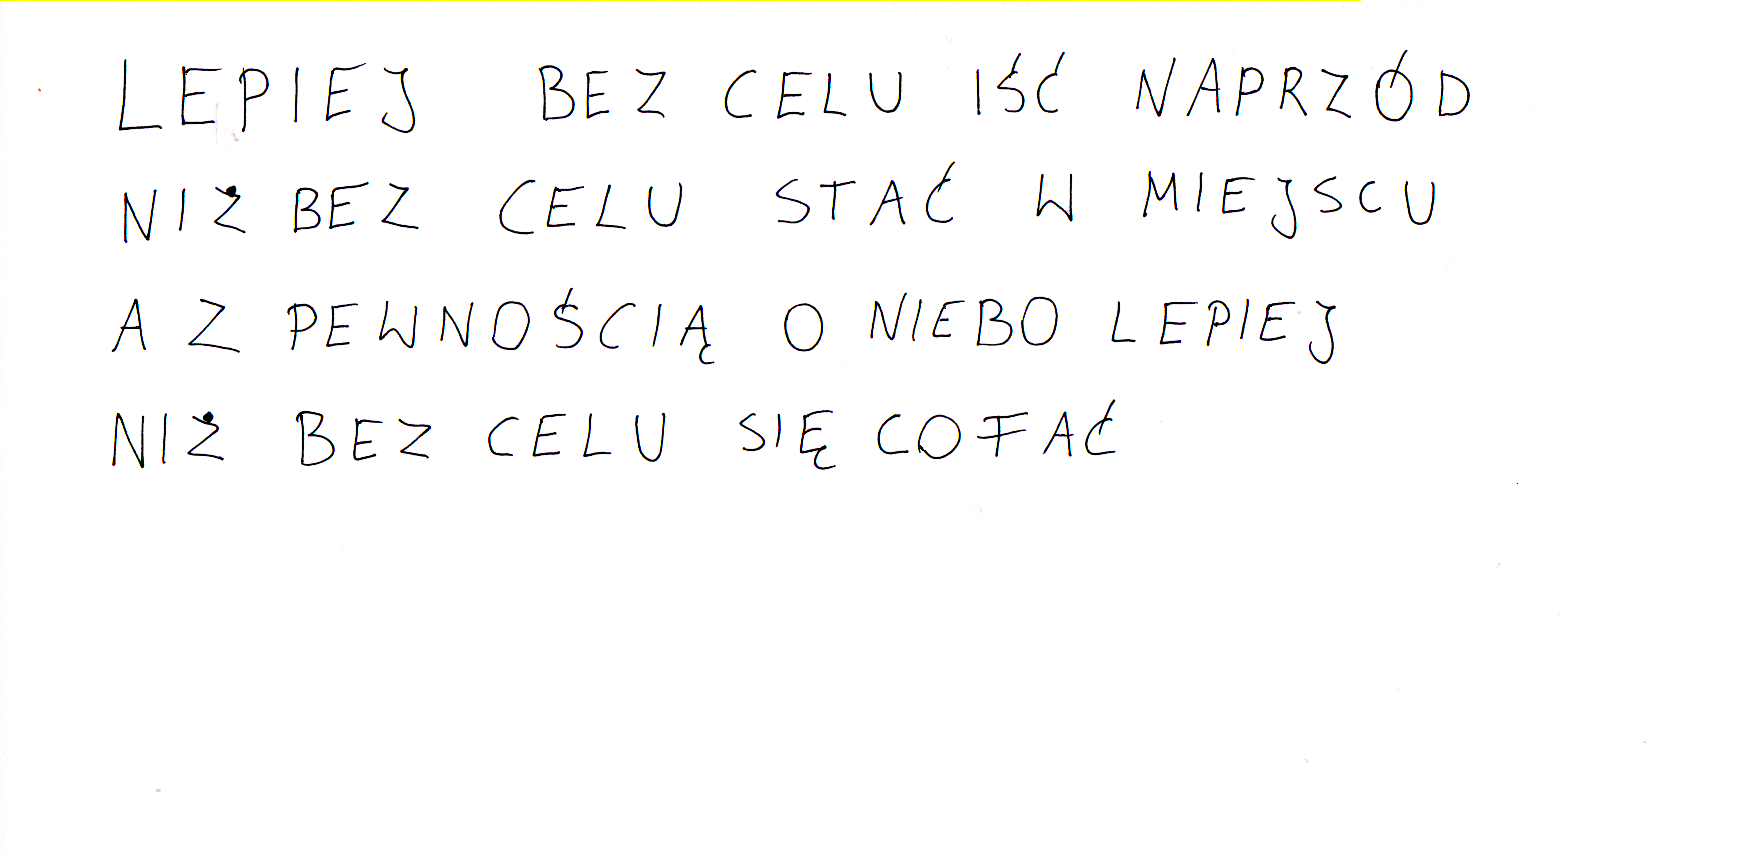 LEPIEJ BEZ CELU IŚĆ NAPRZÓD
NIŻ BEZ CELU STAĆ W MIEJSCU
A Z PEWNOŚCIĄ O NIEBO LEPIEJ
NIŻ BEZ CELU SIĘ COFAĆ